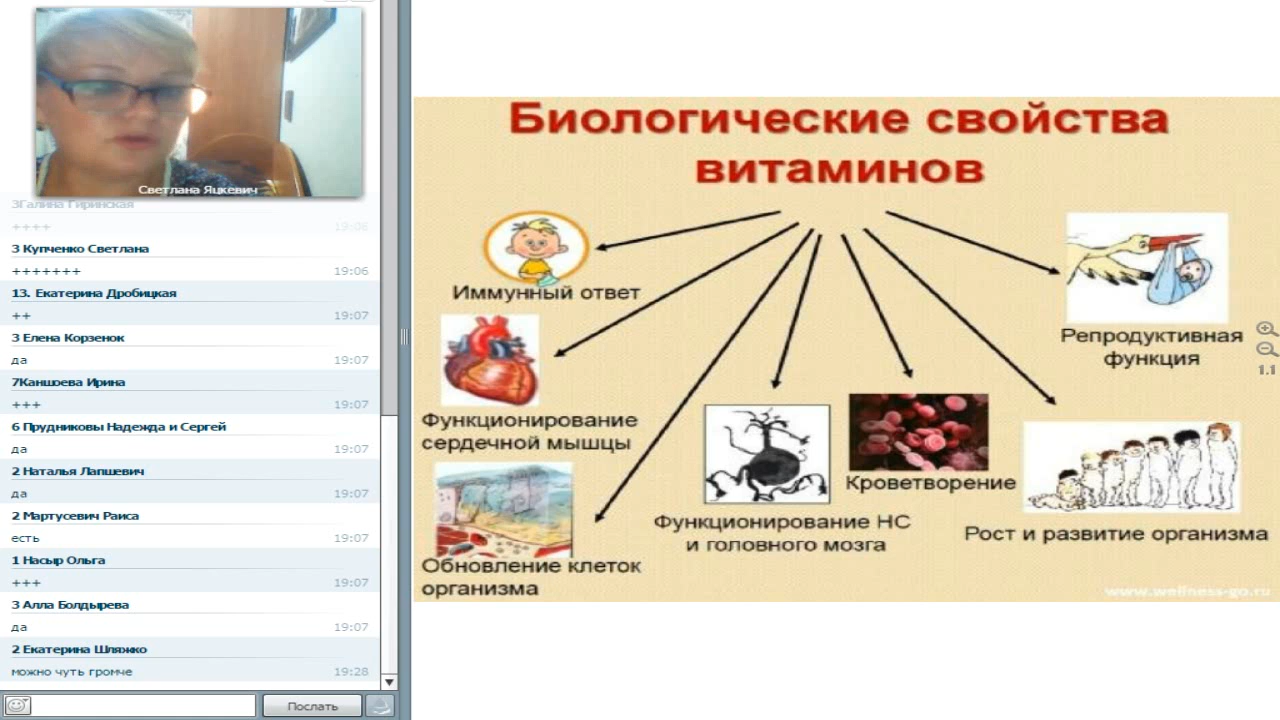 Светлана Яцкевич
3Галина Гиринская
++++ 19:06
3 Купченко Светлана
+++++++ 19:06
13. Екатерина Дробицкая
++ 19:07
3 Елена Корзенок
да 19:07
7Каншоева Ирина
+++ 19:07
6 Прудниковы Надежда и Сергей
да 19:07
2 Наталья Лапшевич
да 19:07
2 Мартусевич Раиса
есть 19:07
1 Насыр Ольга
+++ 19:07
3 Алла Болдырева
да 19:07
2 Екатерина Шляжко
можно чуть громче 19:28
Послать
Биологические свойства
витаминов
Иммунный ответ
Функционирование
сердечной мышцы
Обновление клеток
организма
Функционирование НС
и головного мозга
Кроветворение
Рост и развитие организма
Репродуктивная
функция
1.1
www.wellness-go.ru